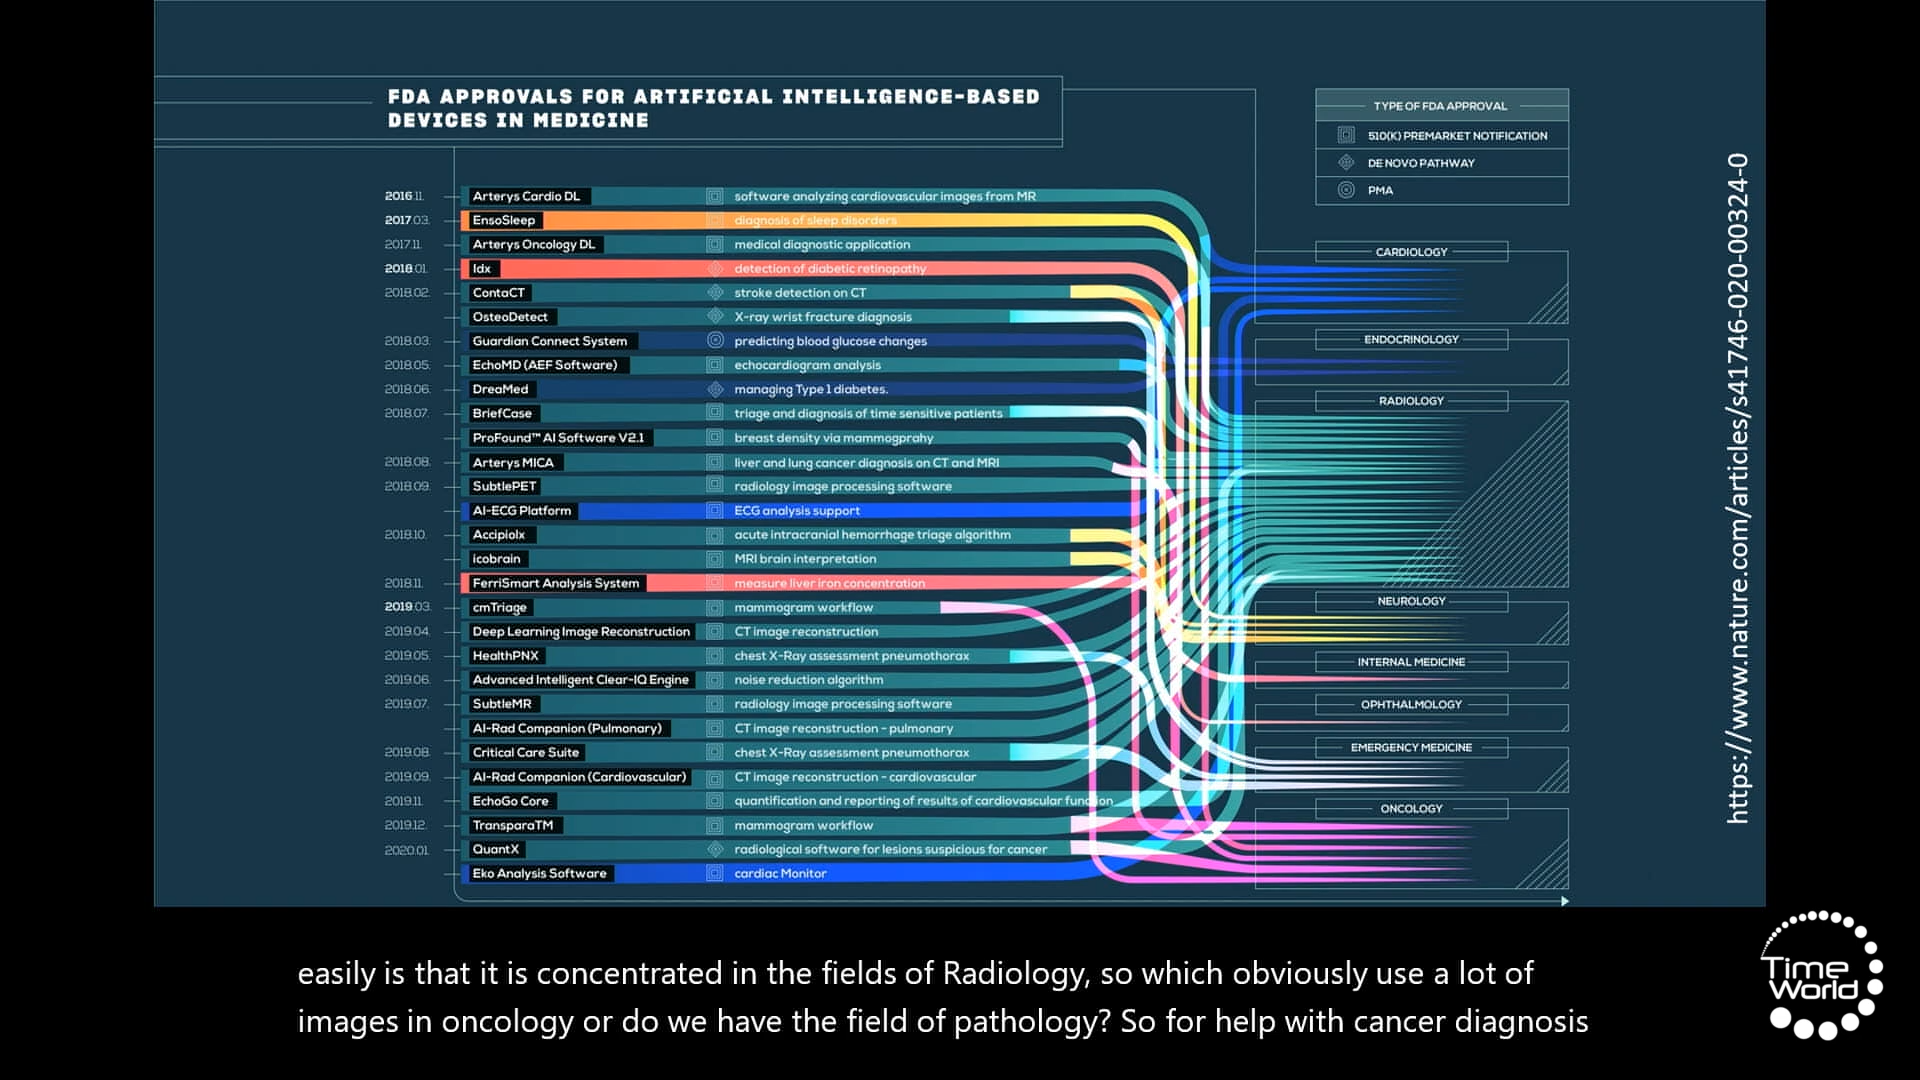 FDA APPROVALS FOR ARTIFICIAL INTELLIGENCE-BASED
DEVICES IN MEDICINE
TYPE OF FDA APPROVAL
510(K) PREMARKET NOTIFICATION
DE NOVO PATHWAY
PMA
2016.11. Arterys Cardio DL software analyzing cardiovascular images from MR
2017.03. EnsoSleep diagnosis of sleep disorders
2017.11. Arterys Oncology DL medical diagnostic application
2018.01. Idx detection of diabetic retinopathy
2018.02. ContaCT stroke detection on CT
OsteoDetect X-ray wrist fracture diagnosis
2018.03. Guardian Connect System predicting blood glucose changes
2018.05. EchoMD (AEF Software) echocardiogram analysis
2018.06. DreaMed managing Type 1 diabetes.
2018.07. BriefCase triage and diagnosis of time sensitive patients
ProFound™ AI Software V2.1 breast density via mammogprahy
2018.08. Arterys MICA liver and lung cancer diagnosis on CT and MRI
2018.09. SubtlePET radiology image processing software
AI-ECG Platform ECG analysis support
2018.10. Accipiolx acute intracranial hemorrhage triage algorithm
icobrain MRI brain interpretation
2018.11. FerriSmart Analysis System measure liver iron concentration
2019.03. cmTriage mammogram workflow
2019.04. Deep Learning Image Reconstruction CT image reconstruction
2019.05. HealthPNX chest X-Ray assessment pneumothorax
2019.06. Advanced Intelligent Clear-IQ Engine noise reduction algorithm
2019.07. SubtleMR radiology image processing software
AI-Rad Companion (Pulmonary) CT image reconstruction - pulmonary
2019.08. Critical Care Suite chest X-Ray assessment pneumothorax
2019.09. AI-Rad Companion (Cardiovascular) CT image reconstruction - cardiovascular
2019.11. EchoGo Core quantification and reporting of results of cardiovascular function
2019.12. TransparaTM mammogram workflow
2020.01. QuantX radiological software for lesions suspicious for cancer
Eko Analysis Software cardiac Monitor
CARDIOLOGY
ENDOCRINOLOGY
RADIOLOGY
NEUROLOGY
INTERNAL MEDICINE
OPHTHALMOLOGY
EMERGENCY MEDICINE
ONCOLOGY
https://www.nature.com/articles/s41746-020-00324-0
easily is that it is concentrated in the fields of Radiology, so which obviously use a lot of
images in oncology or do we have the field of pathology? So for help with cancer diagnosis
Time
World